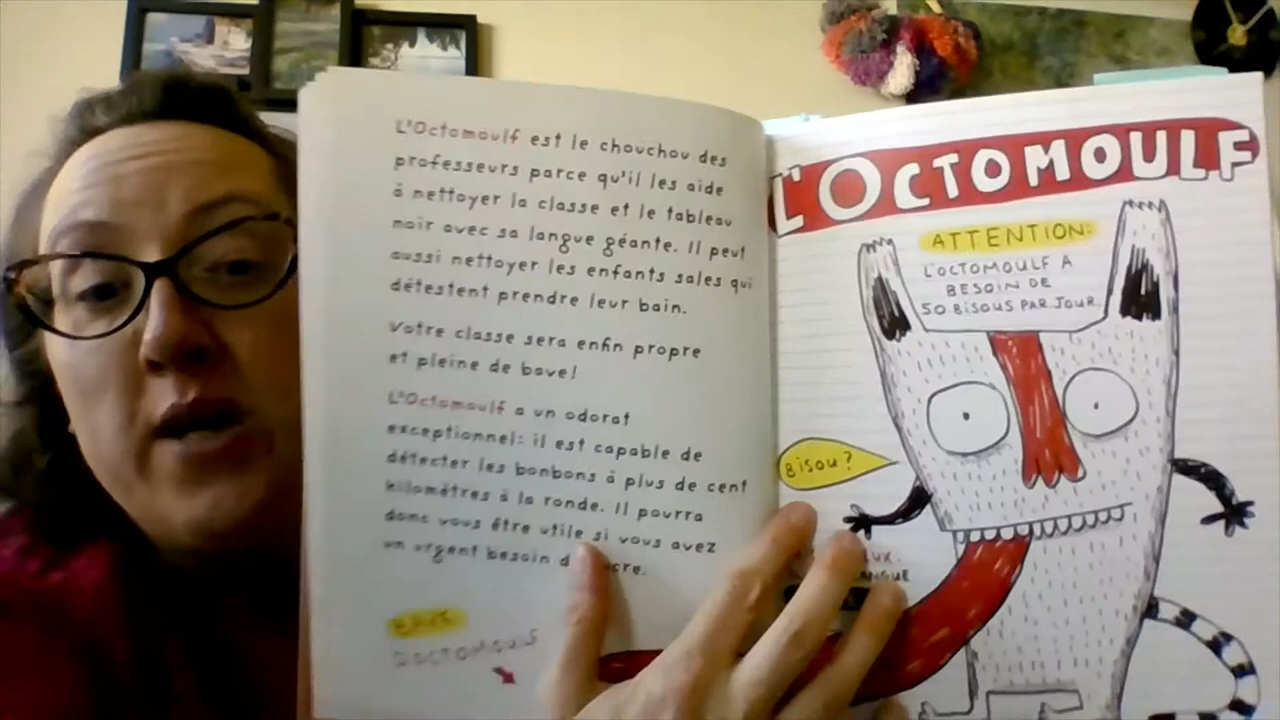 L'Octomoulf est le chouchou des
professeurs parce qu'il les aide
à nettoyer la classe et le tableau
noir avec sa langue géante. Il peut
aussi nettoyer les enfants sales qui
détestent prendre leur bain.
Votre classe sera enfin propre
et pleine de bave!
L'Octomoulf a un odorat
exceptionnel: il est capable de
détecter les bonbons à plus de cent
kilomètres à la ronde. Il pourra
donc vous être utile si vous avez
un urgent besoin
BAVE
D'OCTOMOULF
L'OCTOMOULF
ATTENTION:
L'OCTOMOULF A
BESOIN DE
50 BISOUS PAR JOUR.
BISOU?
LANGUE